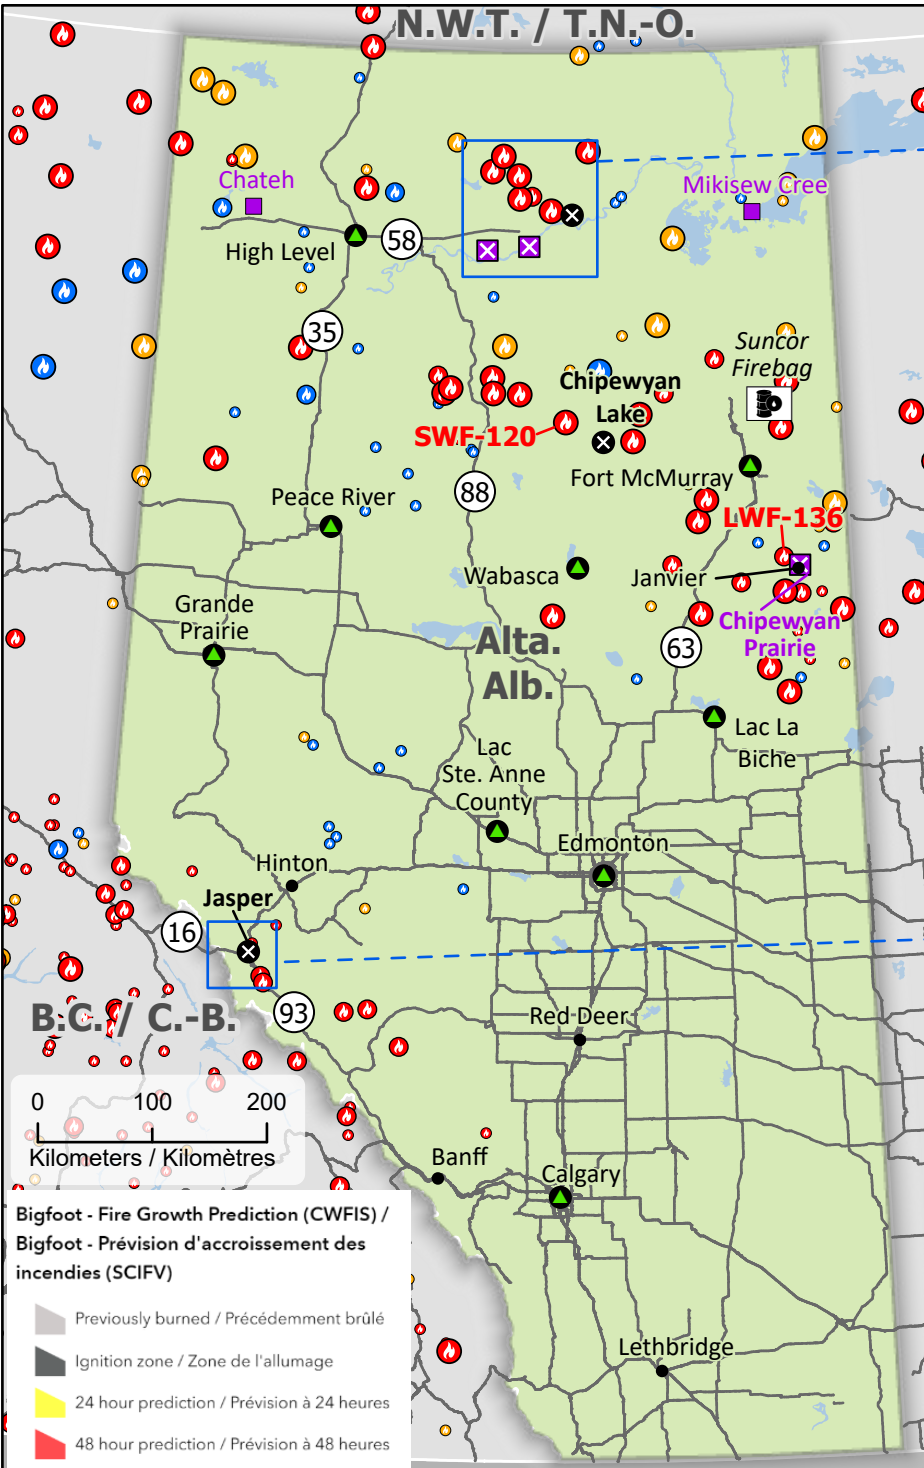 N.W.T. / T.N.-O.
Chateh
Mikisew Cree
High Level
58
35
Suncor
Firebag
Chipewyan
Lake
SWF-120
88
Fort McMurray
Peace River
LWF-136
Wabasca
Janvier
Grande
Prairie
Chipewyan
Prairie
Alta.
Alb.
63
Lac La
Biche
Lac
Ste. Anne
County
Edmonton
Hinton
Jasper
16
93
B.C. / C.-B.
Red Deer
0 100 200
Kilometers / Kilomètres
Banff
Calgary
Bigfoot - Fire Growth Prediction (CWFIS) /
Bigfoot - Prévision d'accroissement des
incendies (SCIFV)
Previously burned / Précédemment brûlé
Ignition zone / Zone de l'allumage
24 hour prediction / Prévision à 24 heures
48 hour prediction / Prévision à 48 heures
Lethbridge